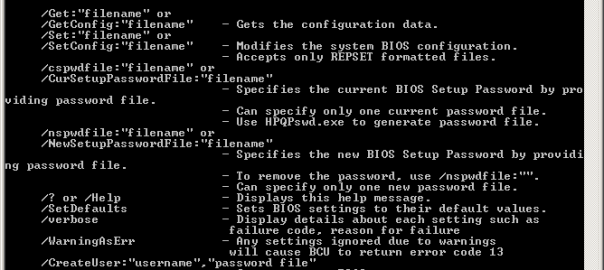 /Get:"filename" or
/GetConfig:"filename" - Gets the configuration data.
/Set:"filename" or
/SetConfig:"filename" - Modifies the system BIOS configuration.
- Accepts only REPSET formatted files.
/cspwdfile:"filename" or
/CurSetupPasswordFile:"filename"
- Specifies the current BIOS Setup Password by pro
viding password file.
- Can specify only one current password file.
- Use HPQPswd.exe to generate password file.
/nspwdfile:"filename" or
/NewSetupPasswordFile:"filename"
- Specifies the new BIOS Setup Password by providi
ng password file.
- To remove the password, use /nspwdfile:"".
- Can specify only one new password file.
/? or /Help - Displays this help message.
/SetDefaults - Sets BIOS settings to their default values.
/verbose - Display details about each setting such as
failure code, reason for failure
/WarningAsErr - Any settings ignored due to warnings
will cause BCU to return error code 13
/CreateUser:"username","password file"